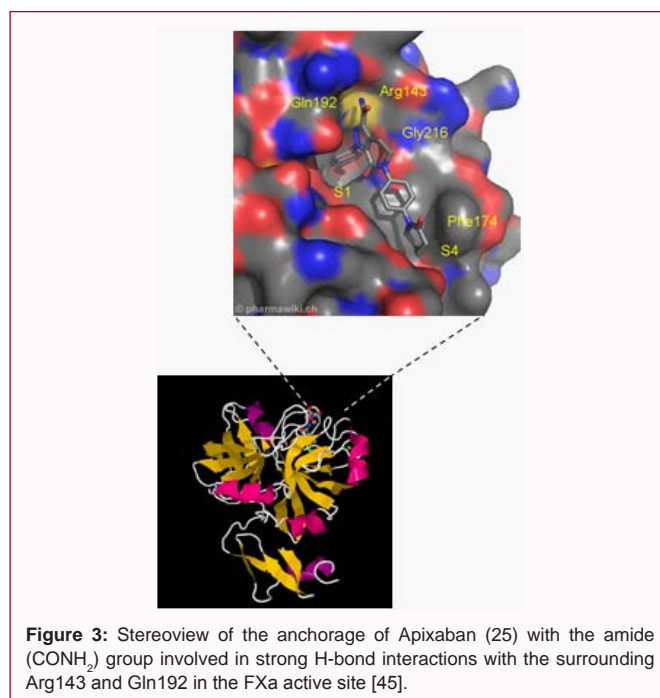 Gln192
Arg143
Gly216
S1
Phe174
S4
© pharmawiki.ch
Figure 3: Stereoview of the anchorage of Apixaban (25) with the amide
(CONH₂) group involved in strong H-bond interactions with the surrounding
Arg143 and Gln192 in the FXa active site [45].